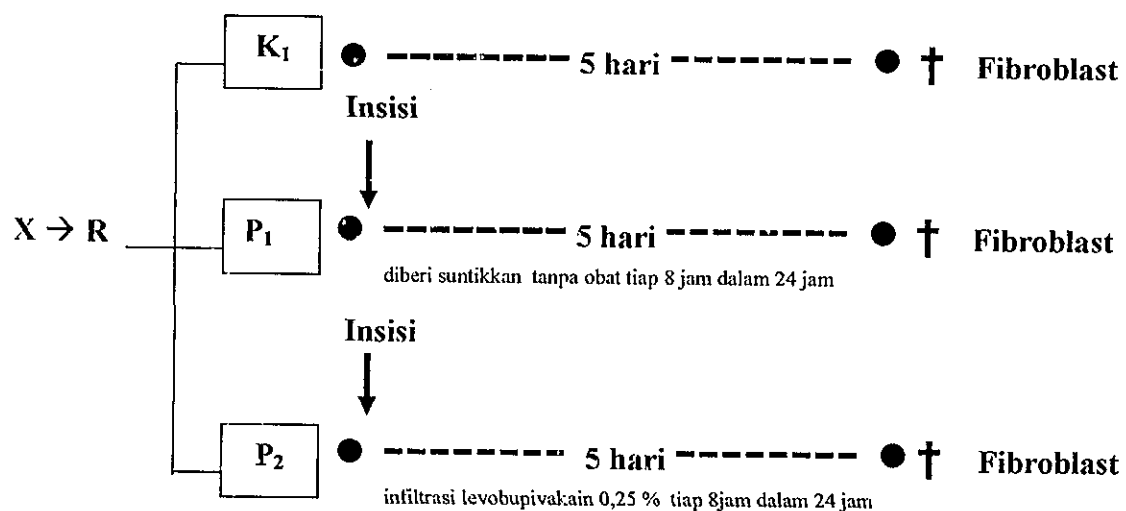 K₁ 5 hari † Fibroblast
Insisi
X → R P₁ 5 hari † Fibroblast
diberi suntikkan tanpa obat tiap 8 jam dalam 24 jam
Insisi
P₂ 5 hari † Fibroblast
infiltrasi levobupivakain 0,25 % tiap 8jam dalam 24 jam